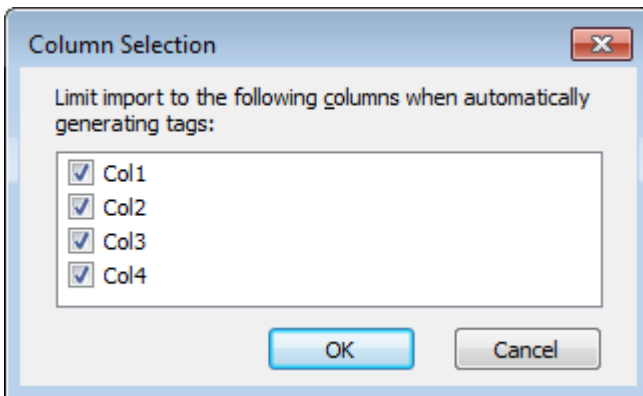 Column Selection
Limit import to the following columns when automatically
generating tags:
Col1
Col2
Col3
Col4
OK Cancel